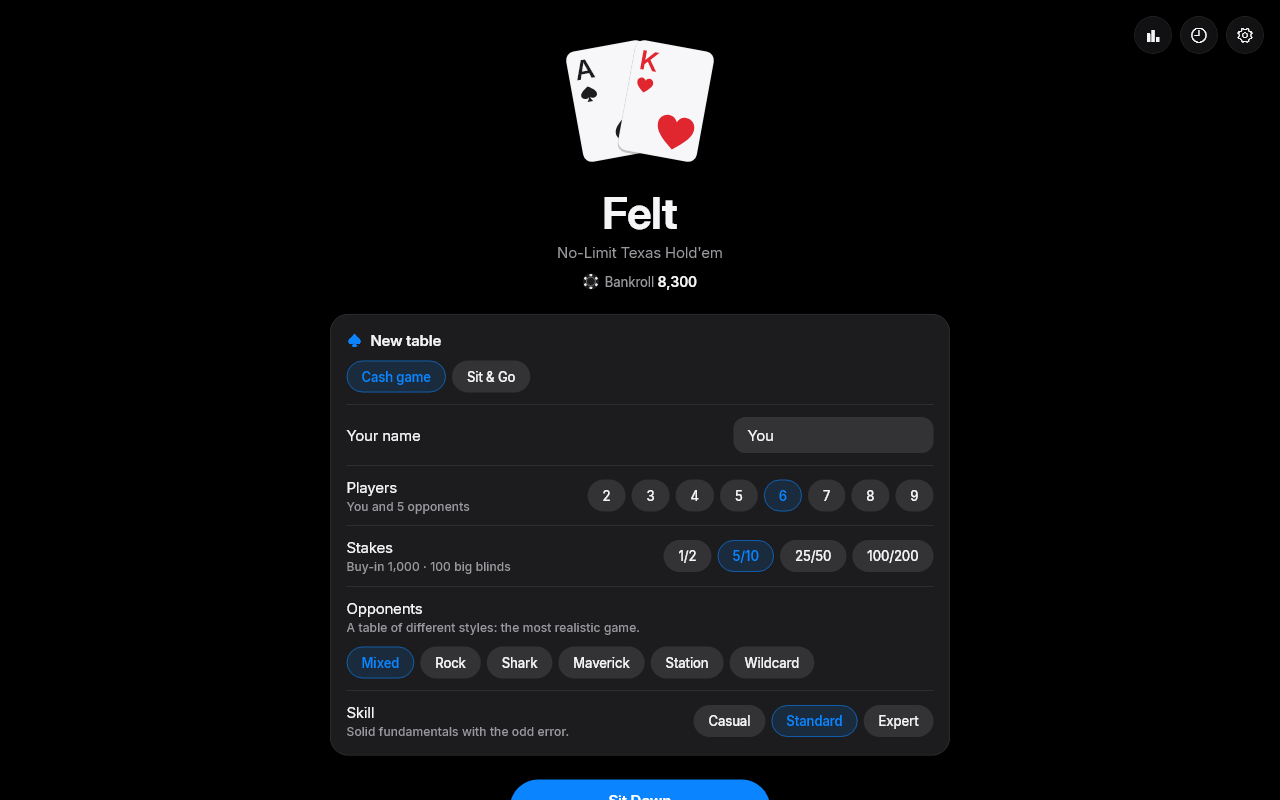 A K
Felt
No-Limit Texas Hold'em
Bankroll 8,300
New table
Cash game Sit & Go
Your name You
Players 2 3 4 5 6 7 8 9
You and 5 opponents
Stakes 1/2 5/10 25/50 100/200
Buy-in 1,000 · 100 big blinds
Opponents
A table of different styles: the most realistic game.
Mixed Rock Shark Maverick Station Wildcard
Skill Casual Standard Expert
Solid fundamentals with the odd error.
Sit Down